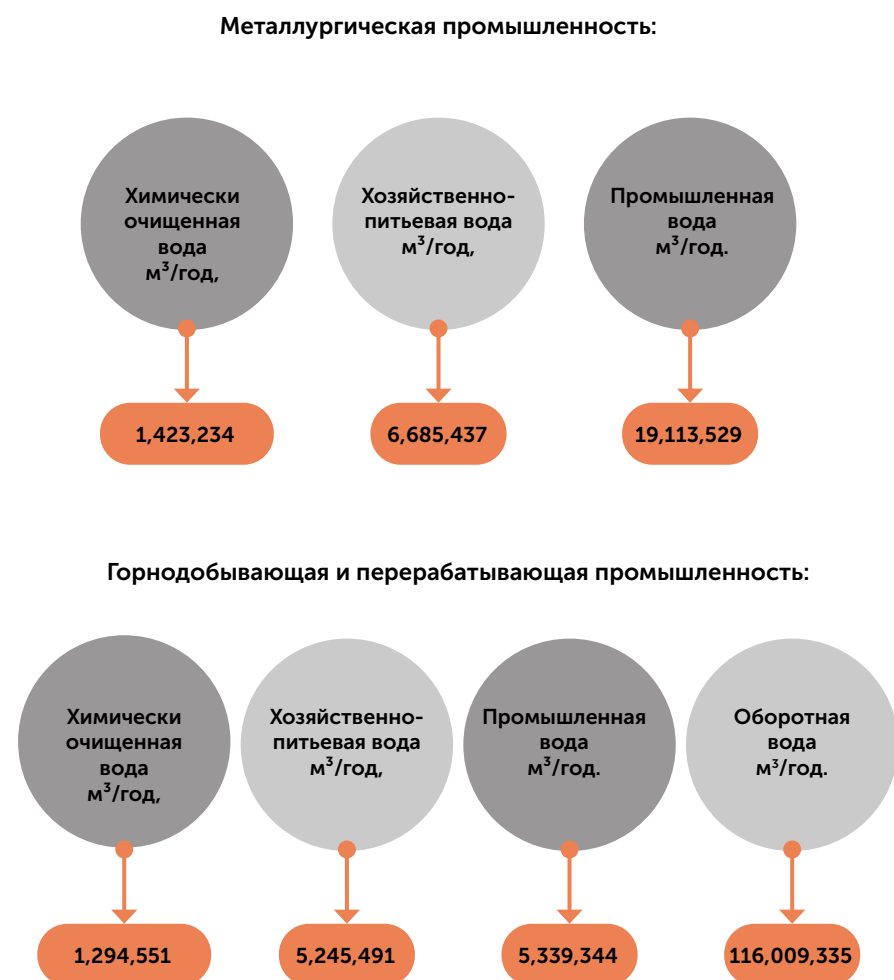 Металлургическая промышленность:
Химически
очищенная
вода
м³/год,
Хозяйственно-
питьевая вода
м³/год,
Промышленная
вода
м³/год.
1,423,234
6,685,437
19,113,529
Горнодобывающая и перерабатывающая промышленность:
Химически
очищенная
вода
м³/год,
Хозяйственно-
питьевая вода
м³/год,
Промышленная
вода
м³/год.
Оборотная
вода
м³/год.
1,294,551
5,245,491
5,339,344
116,009,335